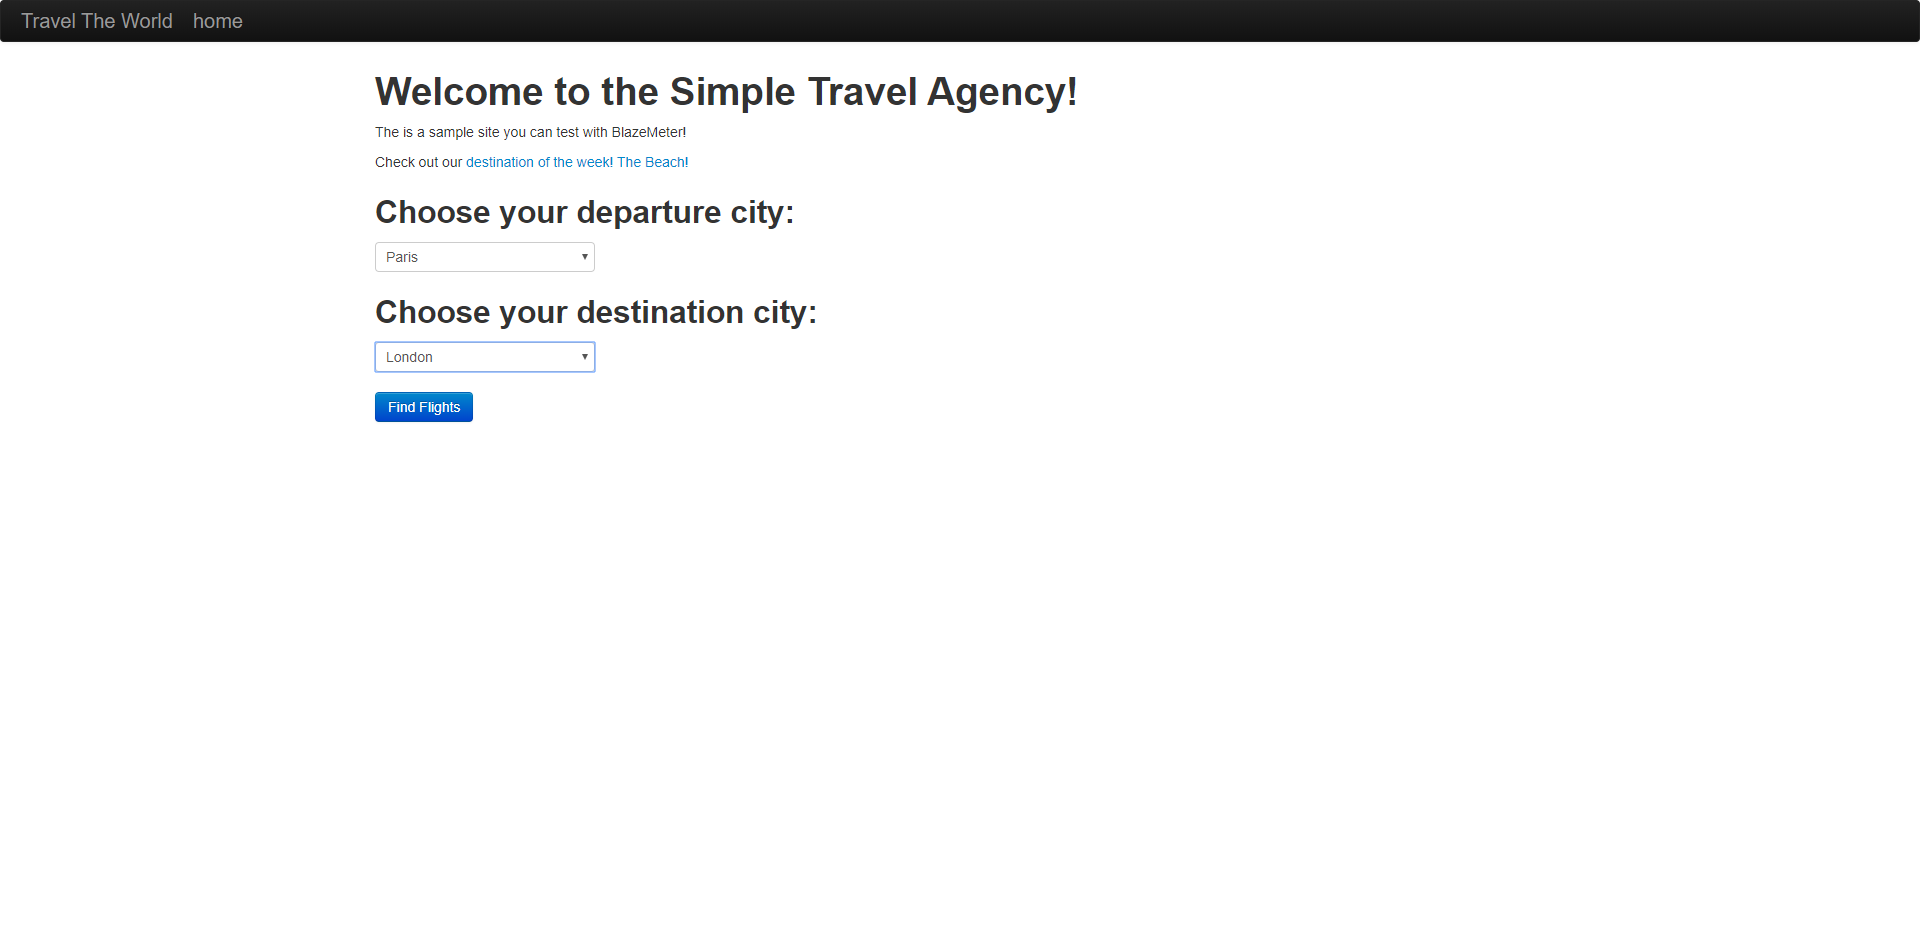 Travel The World home
Welcome to the Simple Travel Agency!
The is a sample site you can test with BlazeMeter!
Check out our destination of the week! The Beach!
Choose your departure city:
Paris
Choose your destination city:
London
Find Flights